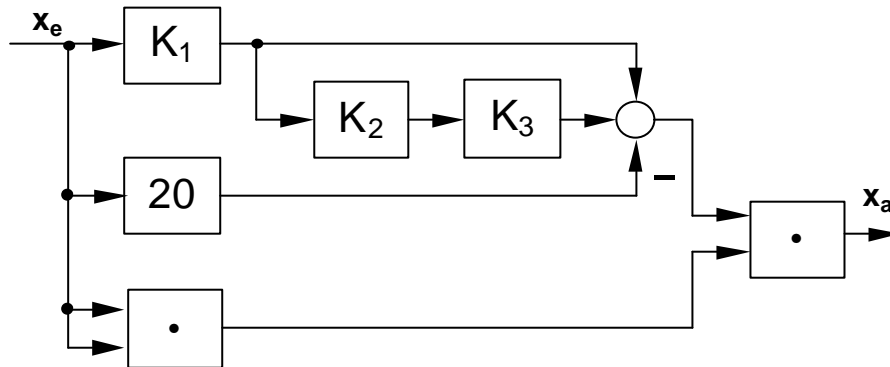 xₑ
K₁
K₂
K₃
20
−
xₐ
•
•